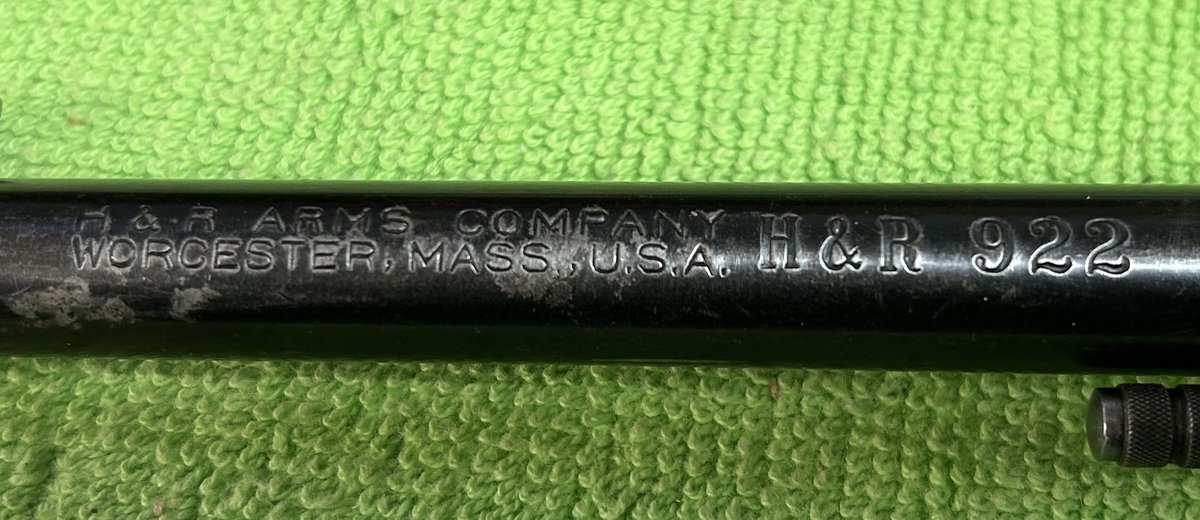 H & R ARMS COMPANY
WORCESTER, MASS., U.S.A.
H&R 922